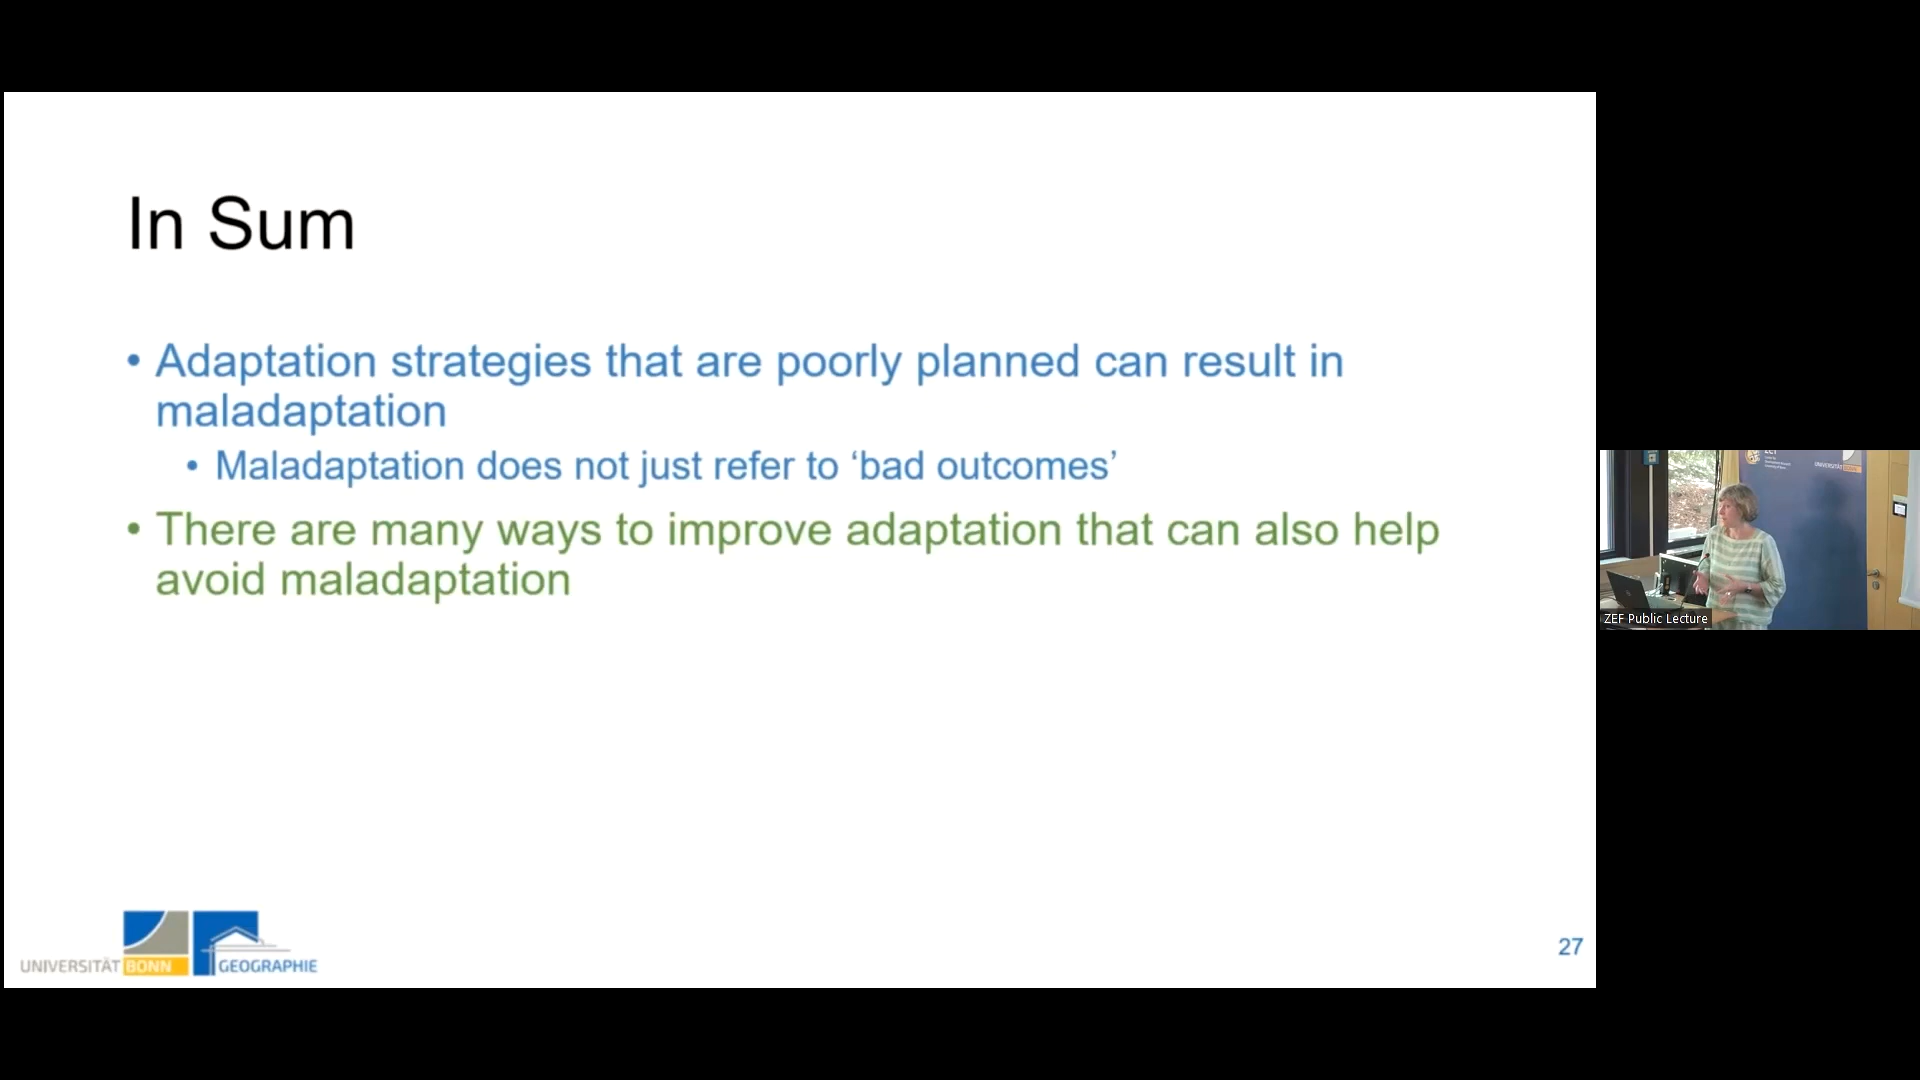 In Sum
• Adaptation strategies that are poorly planned can result in
maladaptation
• Maladaptation does not just refer to ‘bad outcomes’
• There are many ways to improve adaptation that can also help
avoid maladaptation
UNIVERSITÄT BONN GEOGRAPHIE
27
ZEF Public Lecture